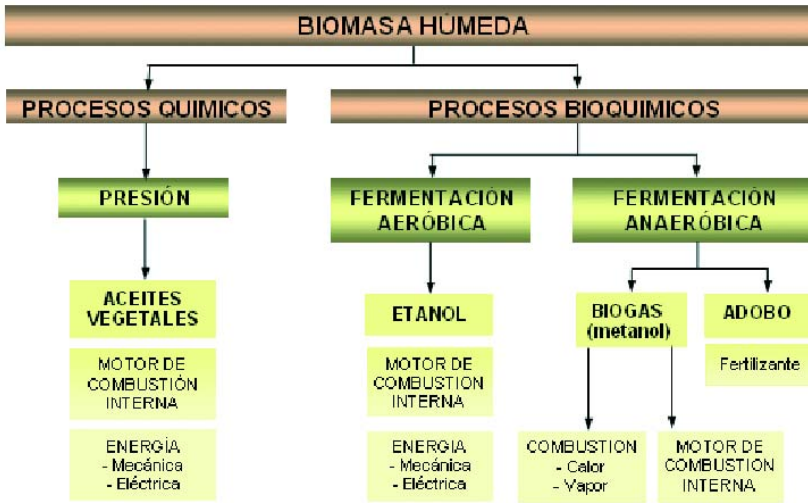 BIOMASA HÚMEDA
PROCESOS QUIMICOS
PROCESOS BIOQUIMICOS
PRESIÓN
FERMENTACIÓN
AERÓBICA
FERMENTACIÓN
ANAERÓBICA
ACEITES
VEGETALES
ETANOL
BIOGAS
(metanol)
ADOBO
MOTOR DE
COMBUSTIÓN
INTERNA
MOTOR DE
COMBUSTION
INTERNA
Fertilizante
ENERGÍA
- Mecánica
- Eléctrica
ENERGIA
- Mecánica
- Eléctrica
COMBUSTION
- Calor
- Vapor
MOTOR DE
COMBUSTIÓN
INTERNA